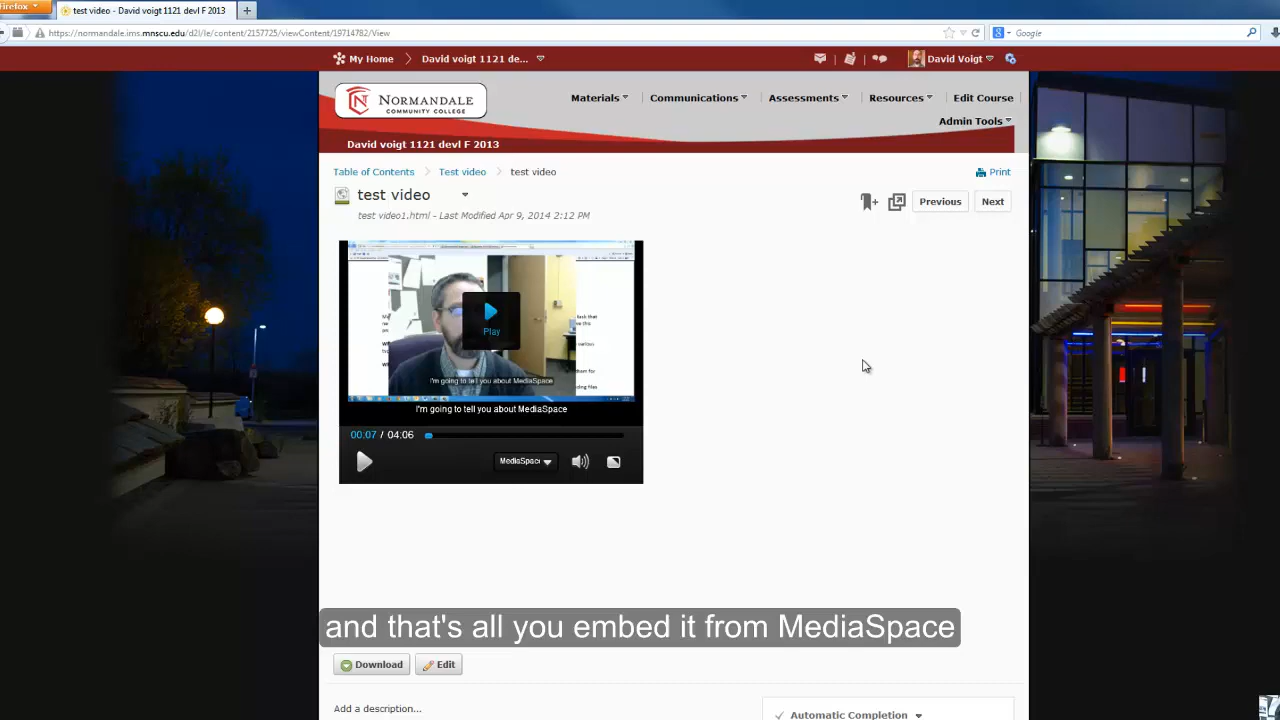 Firefox
test video - David voigt 1121 devl F 2013
https://normandale.ims.mnscu.edu/d2l/le/content/2157725/viewContent/19714782/View
Google
My Home
David voigt 1121 de...
David Voigt
NORMANDALE
COMMUNITY COLLEGE
Materials
Communications
Assessments
Resources
Edit Course
Admin Tools
David voigt 1121 devl F 2013
Table of Contents
Test video
test video
Print
test video
test video1.html - Last Modified Apr 9, 2014 2:12 PM
Previous
Next
Play
I'm going to tell you about MediaSpace
I'm going to tell you about MediaSpace
00:07 / 04:06
MediaSpac
and that's all you embed it from MediaSpace
Download
Edit
Add a description...
Automatic Completion